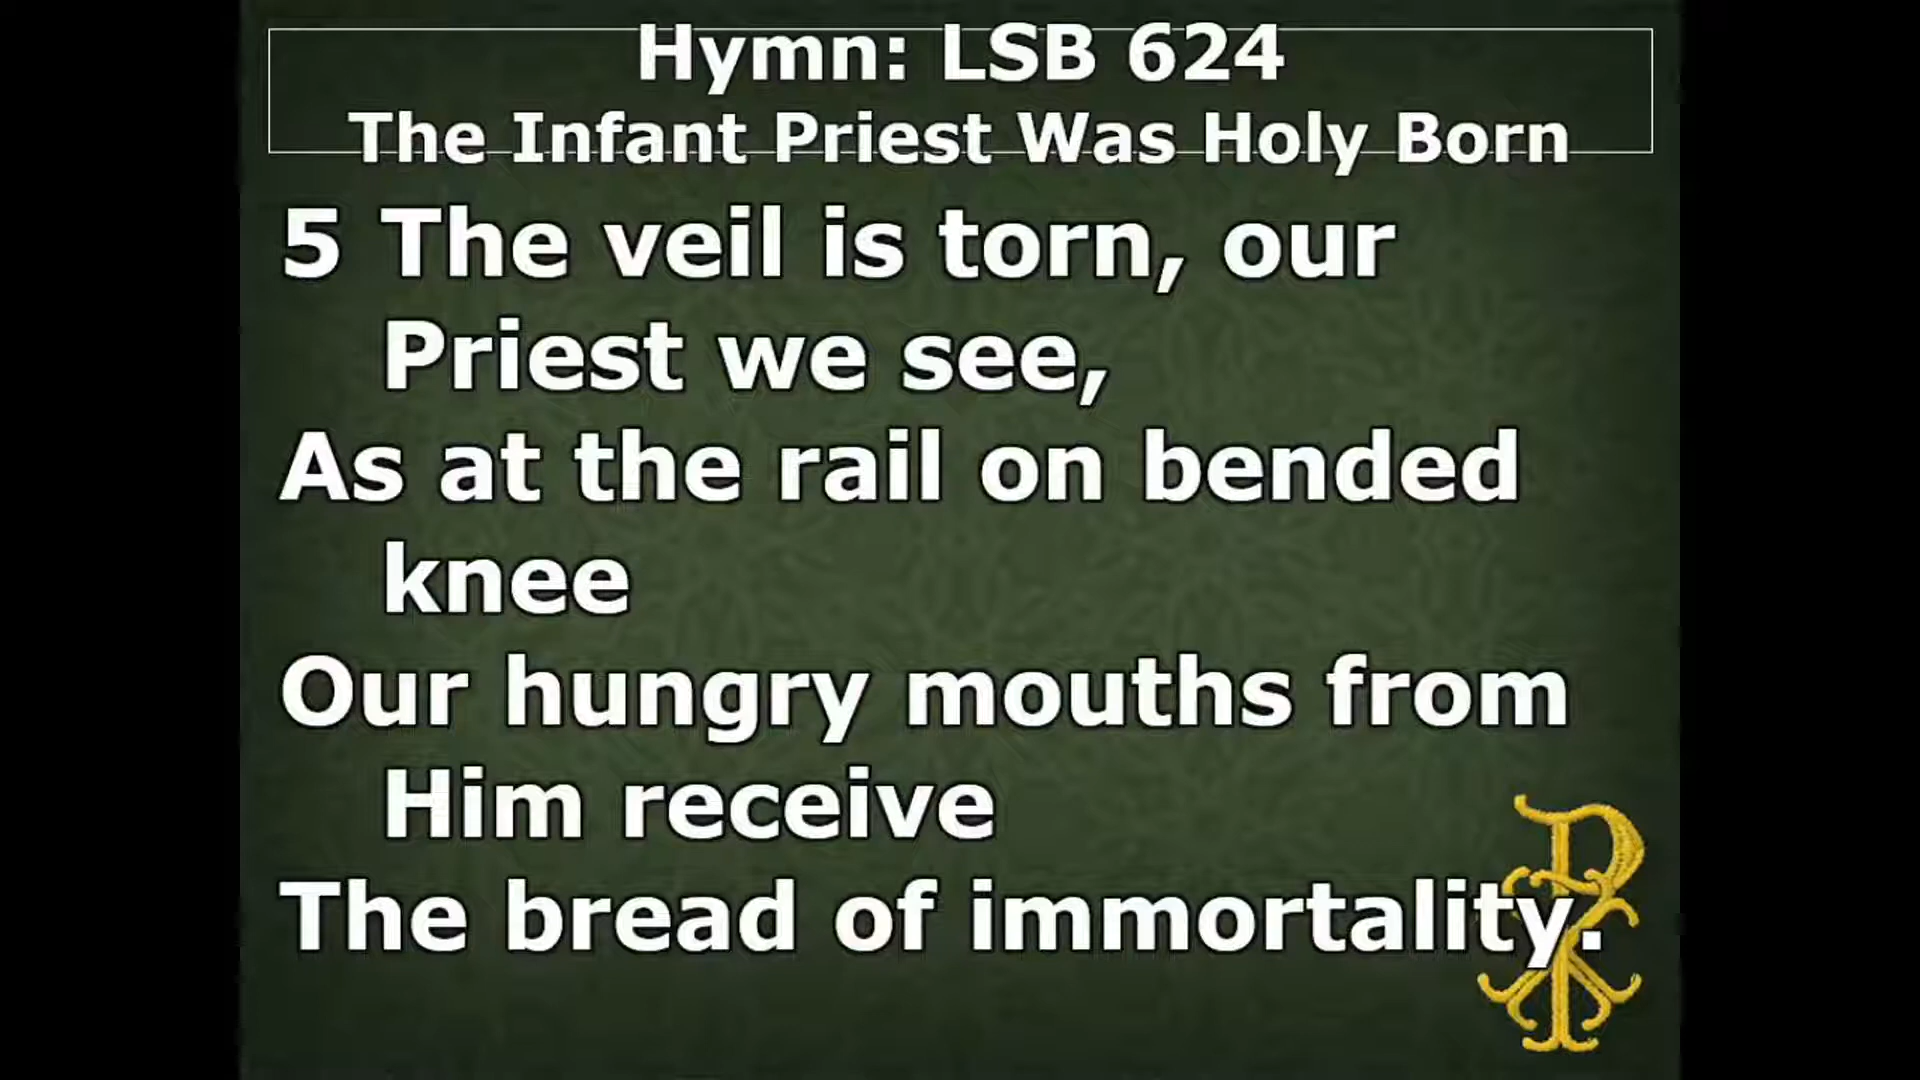 Hymn: LSB 624
The Infant Priest Was Holy Born
5 The veil is torn, our
Priest we see,
As at the rail on bended
knee
Our hungry mouths from
Him receive
The bread of immortality.